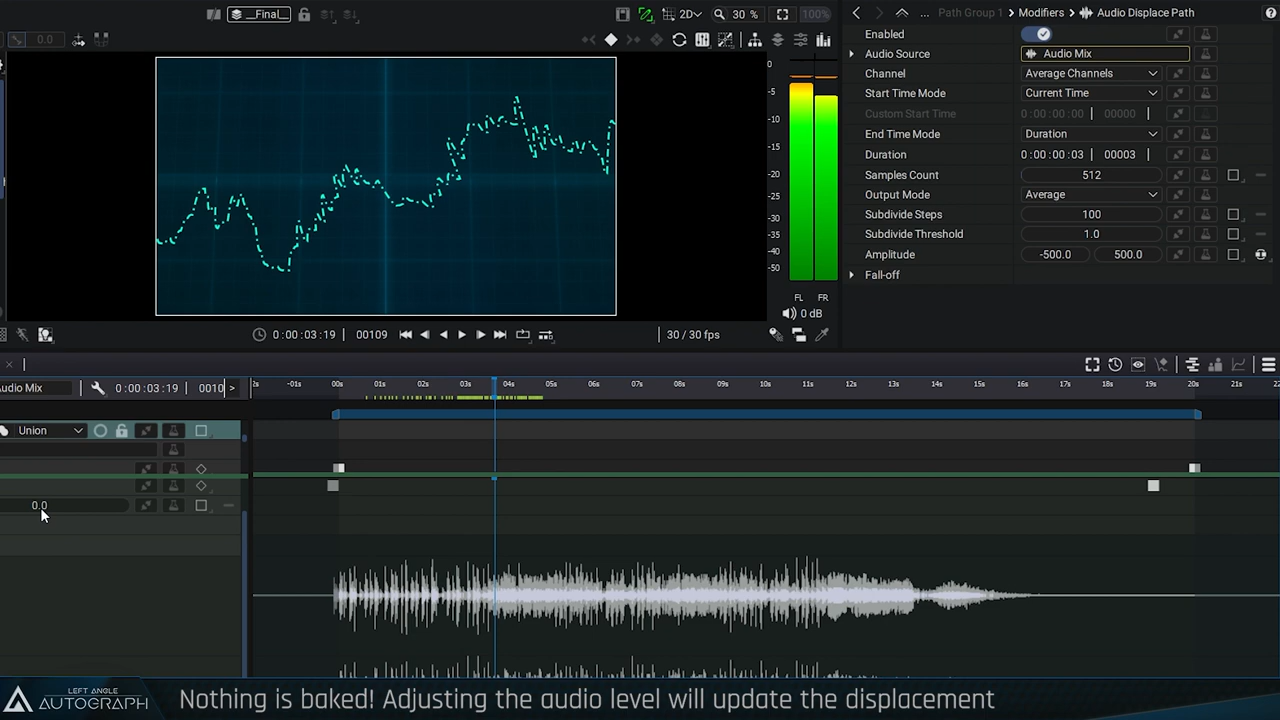 __Final__
2D
30 %
100%
... Path Group 1 Modifiers Audio Displace Path
0.0
Enabled
Audio Source Audio Mix
Channel Average Channels
Start Time Mode Current Time
Custom Start Time 0:00:00:00 00000
End Time Mode Duration
Duration 0:00:00:03 00003
Samples Count 512
Output Mode Average
Subdivide Steps 100
Subdivide Threshold 1.0
Amplitude -500.0 500.0
Fall-off
0
-5
-10
-15
-20
-25
-30
-35
-40
-45
-50
FL FR
0 dB
0:00:03:19 00109
30 / 30 fps
Audio Mix 0:00:03:19 0010 >
-01s 00s 01s 02s 03s 04s 05s 06s 07s 08s 09s 10s 11s 12s 13s 14s 15s 16s 17s 18s 19s 20s 21s
Union
0.0
LEFT ANGLE
AUTOGRAPH
Nothing is baked! Adjusting the audio level will update the displacement